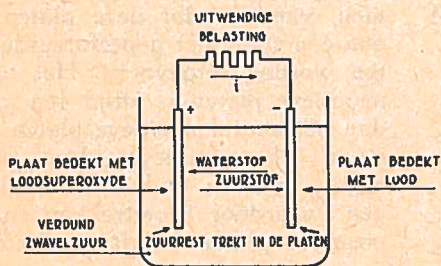 UITWENDIGE
BELASTING
i
+ −
PLAAT BEDEKT MET
LOODSUPEROXYDE
WATERSTOF
ZUURSTOF
PLAAT BEDEKT
MET LOOD
VERDUND
ZWAVELZUUR
ZUURREST TREKT IN DE PLATEN